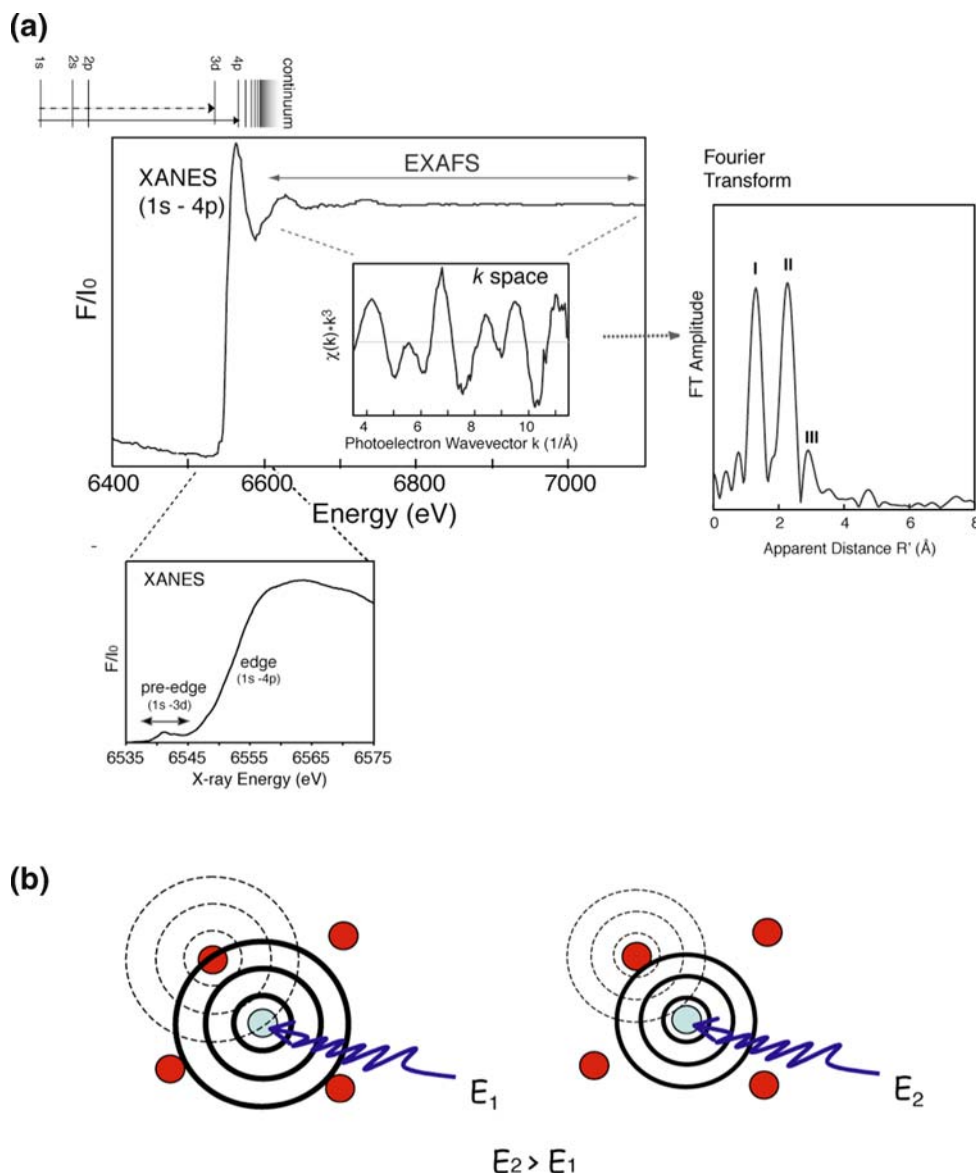 (a)
1s 2s 2p 3d 4p continuum
XANES
(1s - 4p)
EXAFS
F/I₀
k space
χ(k)·k³
4 6 8 10
Photoelectron Wavevector k (1/Å)
6400 6600 6800 7000
Energy (eV)
Fourier
Transform
I II
III
FT Amplitude
0 2 4 6 8
Apparent Distance R' (Å)
XANES
F/I₀
edge
(1s -4p)
pre-edge
(1s -3d)
6535 6545 6555 6565 6575
X-ray Energy (eV)
(b)
E₁
E₂
E₂ > E₁